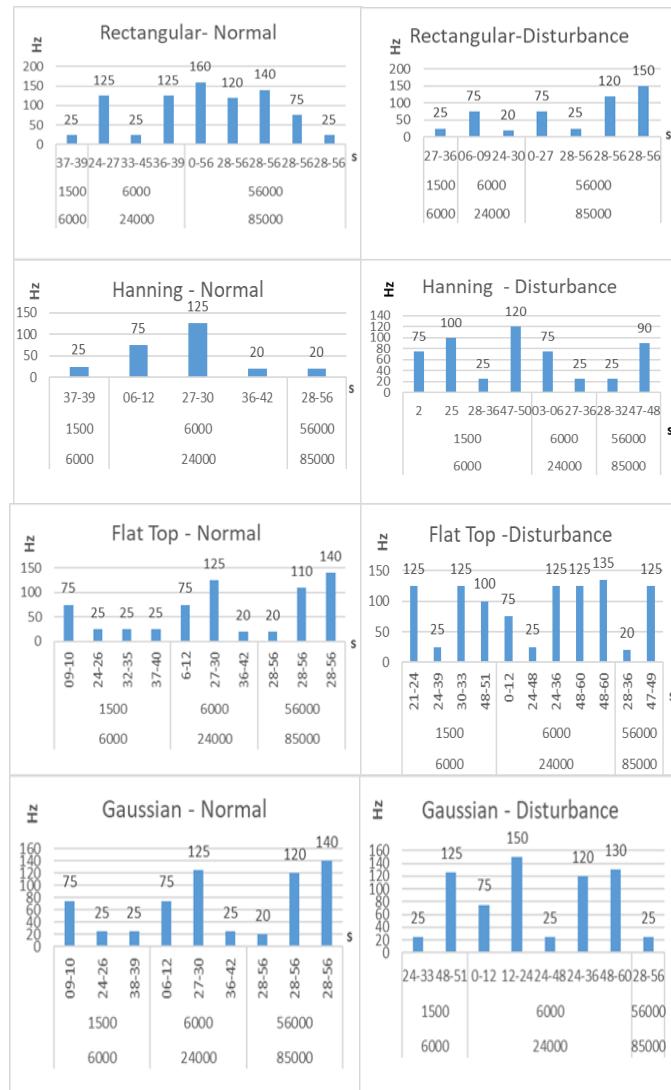 Rectangular- Normal
Hz
200
150
100
50
0
25 125 25 125 160 120 140 75 25
37-39 24-27 33-45 36-39 0-56 28-56 28-56 28-56 28-56
s
1500 6000 56000
6000 24000 85000
Rectangular-Disturbance
Hz
200
150
100
50
0
25 75 20 75 25 120 150
27-36 06-09 24-30 0-27 28-56 28-56 28-56
s
1500 6000 56000
6000 24000 85000
Hanning - Normal
Hz
150
100
50
0
25 75 125 20 20
37-39 06-12 27-30 36-42 28-56
s
1500 6000 56000
6000 24000 85000
Hanning - Disturbance
Hz
140
120
100
80
60
40
20
0
75 100 25 120 75 25 25 90
2 25 28-36 47-50 03-06 27-36 28-32 47-48
s
1500 6000 56000
6000 24000 85000
Flat Top - Normal
Hz
150
100
50
0
75 25 25 25 75 125 20 20 110 140
09-10 24-26 32-35 37-40 6-12 27-30 36-42 28-56 28-56 28-56
s
1500 6000 56000
6000 24000 85000
Flat Top -Disturbance
Hz
150
100
50
0
125 25 125 100 75 25 125 125 135 20 125
21-24 24-39 30-33 48-51 0-12 24-48 24-36 48-60 48-60 28-36 47-49
s
1500 6000 56000
6000 24000 85000
Gaussian - Normal
Hz
160
140
120
100
80
60
40
20
0
75 25 25 75 125 25 20 120 140
09-10 24-26 38-39 06-12 27-30 36-42 28-56 28-56 28-56
s
1500 6000 56000
6000 24000 85000
Gaussian - Disturbance
Hz
160
140
120
100
80
60
40
20
0
25 125 75 150 25 120 130 25
24-33 48-51 0-12 12-24 24-48 24-36 48-60 28-56
1500 6000 56000
6000 24000 85000